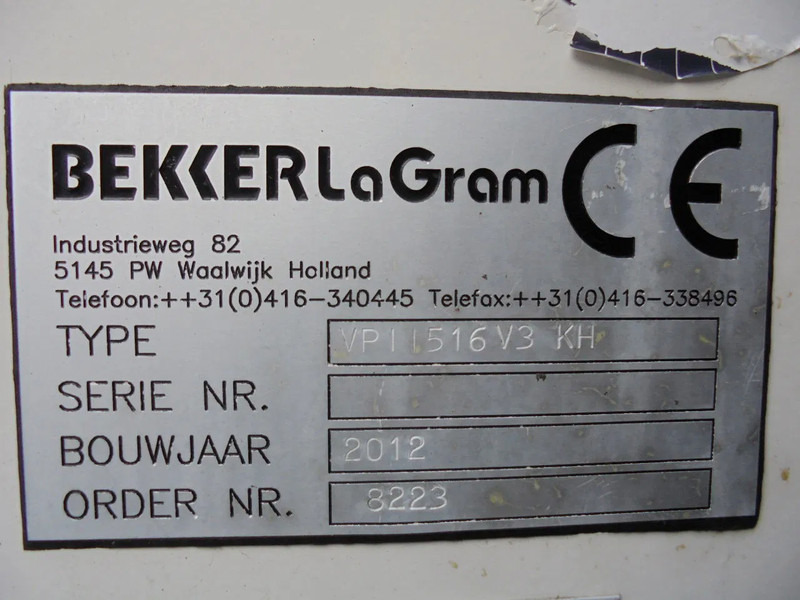 BEKKER LaGram CE
Industrieweg 82
5145 PW Waalwijk Holland
Telefoon:++31(0)416-340445 Telefax:++31(0)416-338496
TYPE VP11516 V3 KH
SERIE NR.
BOUWJAAR 2012
ORDER NR. 8223